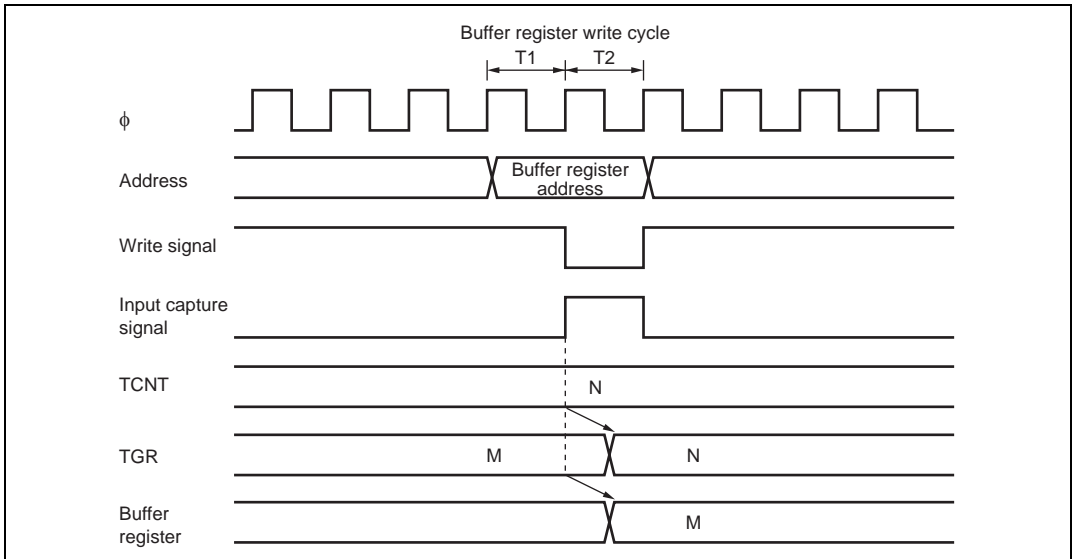 Buffer register write cycle
T1 T2
ϕ
Address
Buffer register
address
Write signal
Input capture
signal
TCNT
N
TGR
M
N
Buffer
register
M